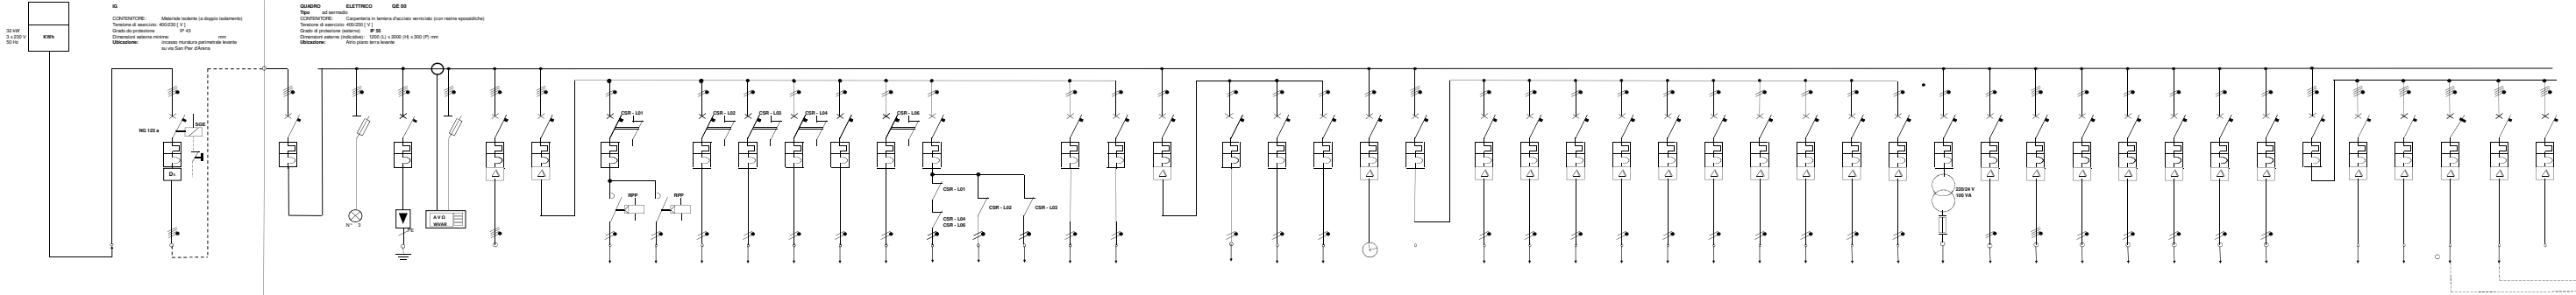 32 kW
3 x 230 V
50 Hz
KWh
IG
CONTENITORE: Materiale isolante (a doppio isolamento)
Tensione di esercizio: 400/230 [ V ]
Grado di protezione IP 43
Dimensioni esterne minime: mm
Ubicazione: Incasso muratura perimetrale levante
su via San Pier d'Arena
QUADRO ELETTRICO QE 00
Tipo ad armadio
CONTENITORE: Carpenteria in lamiera d'acciaio verniciata (con resine epossidiche)
Tensione di esercizio: 400/230 [ V ]
Grado di protezione (esterno) IP 55
Dimensioni esterne (indicative): 1200 (L) x 2000 (H) x 300 (P) mm
Ubicazione: Atrio piano terra levante
NG 125 a
SGE
CSR - L01
CSR - L02
CSR - L03
CSR - L04
CSR - L06
RPP
RPP
CSR - L01
CSR - L04
CSR - L06
CSR - L02
CSR - L03
N° 3
PE
A V Ω
W VAR
220/24 V
100 VA